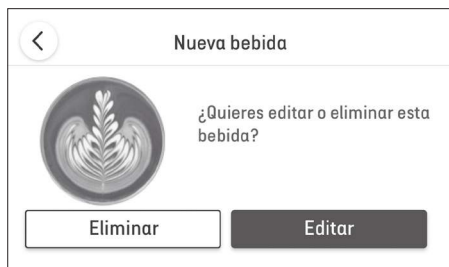 Nueva bebida
¿Quieres editar o eliminar esta
bebida?
Eliminar
Editar